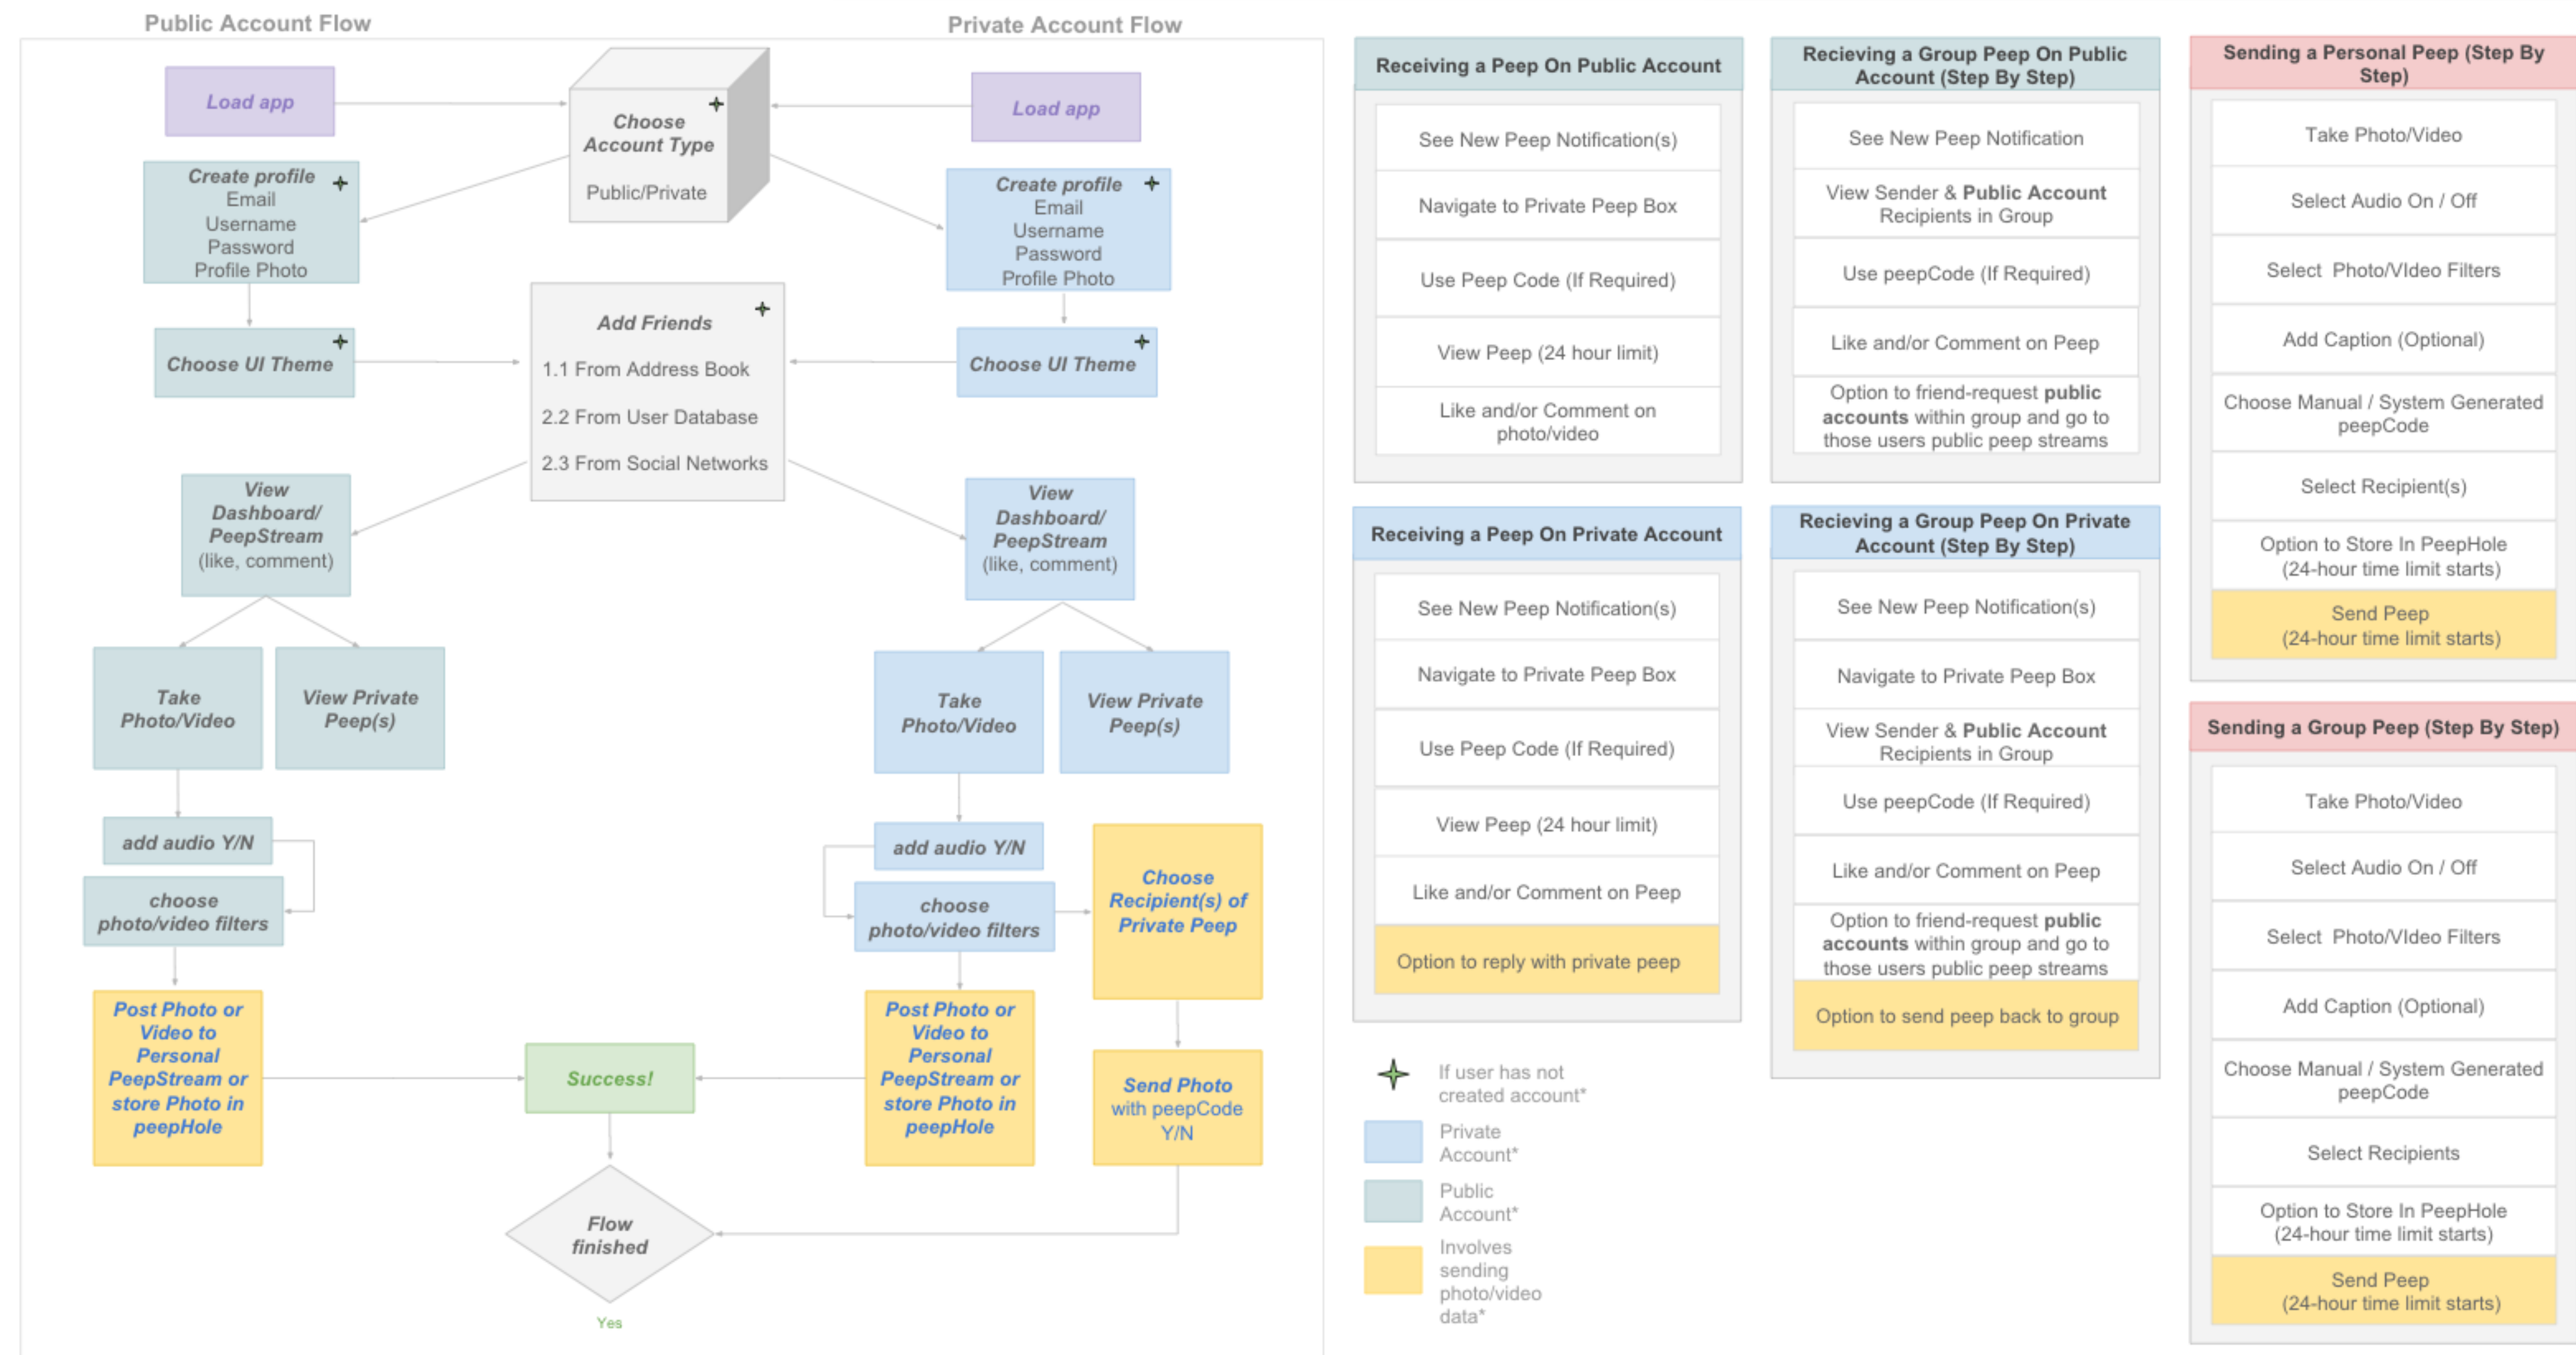 Public Account Flow
Private Account Flow
Load app
Choose
Account Type
Public/Private
Load app
Create profile
Email
Username
Password
Profile Photo
Create profile
Email
Username
Password
Profile Photo
Choose UI Theme
Add Friends
1.1 From Address Book
2.2 From User Database
2.3 From Social Networks
Choose UI Theme
View
Dashboard/
PeepStream
(like, comment)
View
Dashboard/
PeepStream
(like, comment)
Take
Photo/Video
View Private
Peep(s)
Take
Photo/Video
View Private
Peep(s)
add audio Y/N
choose
photo/video filters
add audio Y/N
choose
photo/video filters
Choose
Recipient(s) of
Private Peep
Post Photo or
Video to
Personal
PeepStream or
store Photo in
peepHole
Success!
Post Photo or
Video to
Personal
PeepStream or
store Photo in
peepHole
Send Photo
with peepCode
Y/N
Flow
finished
Yes
Receiving a Peep On Public Account
See New Peep Notification(s)
Navigate to Private Peep Box
Use Peep Code (If Required)
View Peep (24 hour limit)
Like and/or Comment on
photo/video
Recieving a Group Peep On Public
Account (Step By Step)
See New Peep Notification
View Sender & Public Account
Recipients in Group
Use peepCode (If Required)
Like and/or Comment on Peep
Option to friend-request public
accounts within group and go to
those users public peep streams
Sending a Personal Peep (Step By
Step)
Take Photo/Video
Select Audio On / Off
Select  Photo/VIdeo Filters
Add Caption (Optional)
Choose Manual / System Generated
peepCode
Select Recipient(s)
Option to Store In PeepHole
(24-hour time limit starts)
Send Peep
(24-hour time limit starts)
Receiving a Peep On Private Account
See New Peep Notification(s)
Navigate to Private Peep Box
Use Peep Code (If Required)
View Peep (24 hour limit)
Like and/or Comment on Peep
Option to reply with private peep
Recieving a Group Peep On Private
Account (Step By Step)
See New Peep Notification(s)
Navigate to Private Peep Box
View Sender & Public Account
Recipients in Group
Use peepCode (If Required)
Like and/or Comment on Peep
Option to friend-request public
accounts within group and go to
those users public peep streams
Option to send peep back to group
Sending a Group Peep (Step By Step)
Take Photo/Video
Select Audio On / Off
Select  Photo/VIdeo Filters
Add Caption (Optional)
Choose Manual / System Generated
peepCode
Select Recipients
Option to Store In PeepHole
(24-hour time limit starts)
Send Peep
(24-hour time limit starts)
If user has not
created account*
Private
Account*
Public
Account*
Involves
sending
photo/video
data*